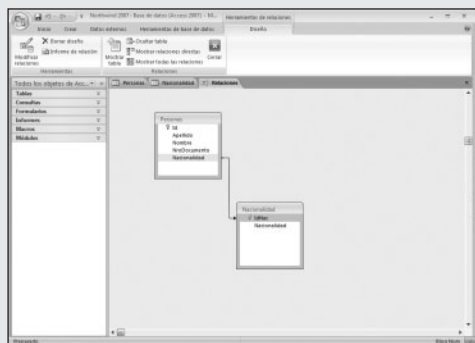 Northwind 2007 : Base de datos (Access 2007) - M...
Herramientas de relaciones
Inicio
Crear
Datos externos
Herramientas de base de datos
Diseño
Modificar relaciones
Borrar diseño
Informe de relación
Herramientas
Mostrar tabla
Ocultar tabla
Mostrar relaciones directas
Mostrar todas las relaciones
Cerrar
Relaciones
Todos los objetos de Acc...
Tablas
Consultas
Formularios
Informes
Macros
Módulos
Personas
Nacionalidad
Relaciones
Personas
Id
Apellido
Nombre
NroDocumento
Nacionalidad
Nacionalidad
IdNac
Nacionalidad
Preparado
Bloq Num